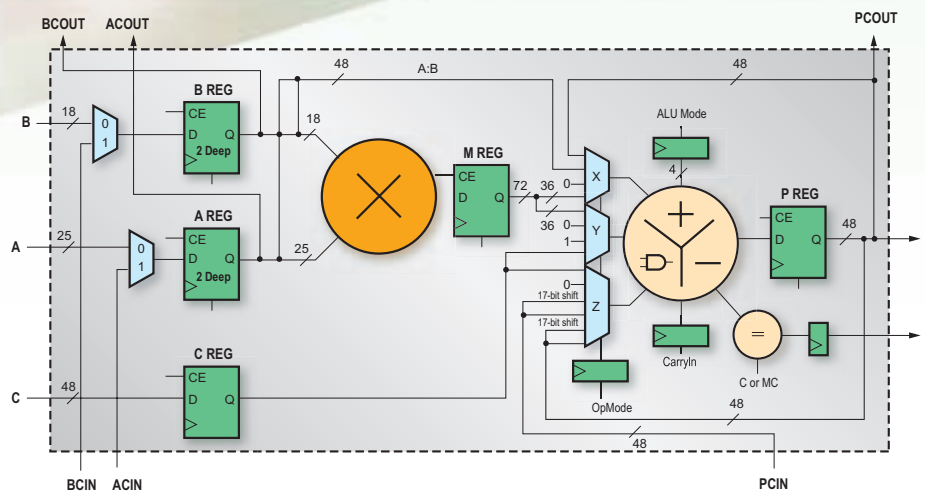 BCOUT
ACOUT
PCOUT
48
A:B
48
B REG
CE
D
Q
2 Deep
B
18
0
1
18
ALU Mode
4
M REG
CE
D
Q
72
36
36
0
X
0
1
Y
0
17-bit shift
17-bit shift
Z
P REG
CE
D
Q
48
A REG
CE
D
Q
2 Deep
A
25
0
1
25
=
C or MC
CarryIn
OpMode
C REG
CE
D
Q
C
48
48
48
BCIN
ACIN
PCIN